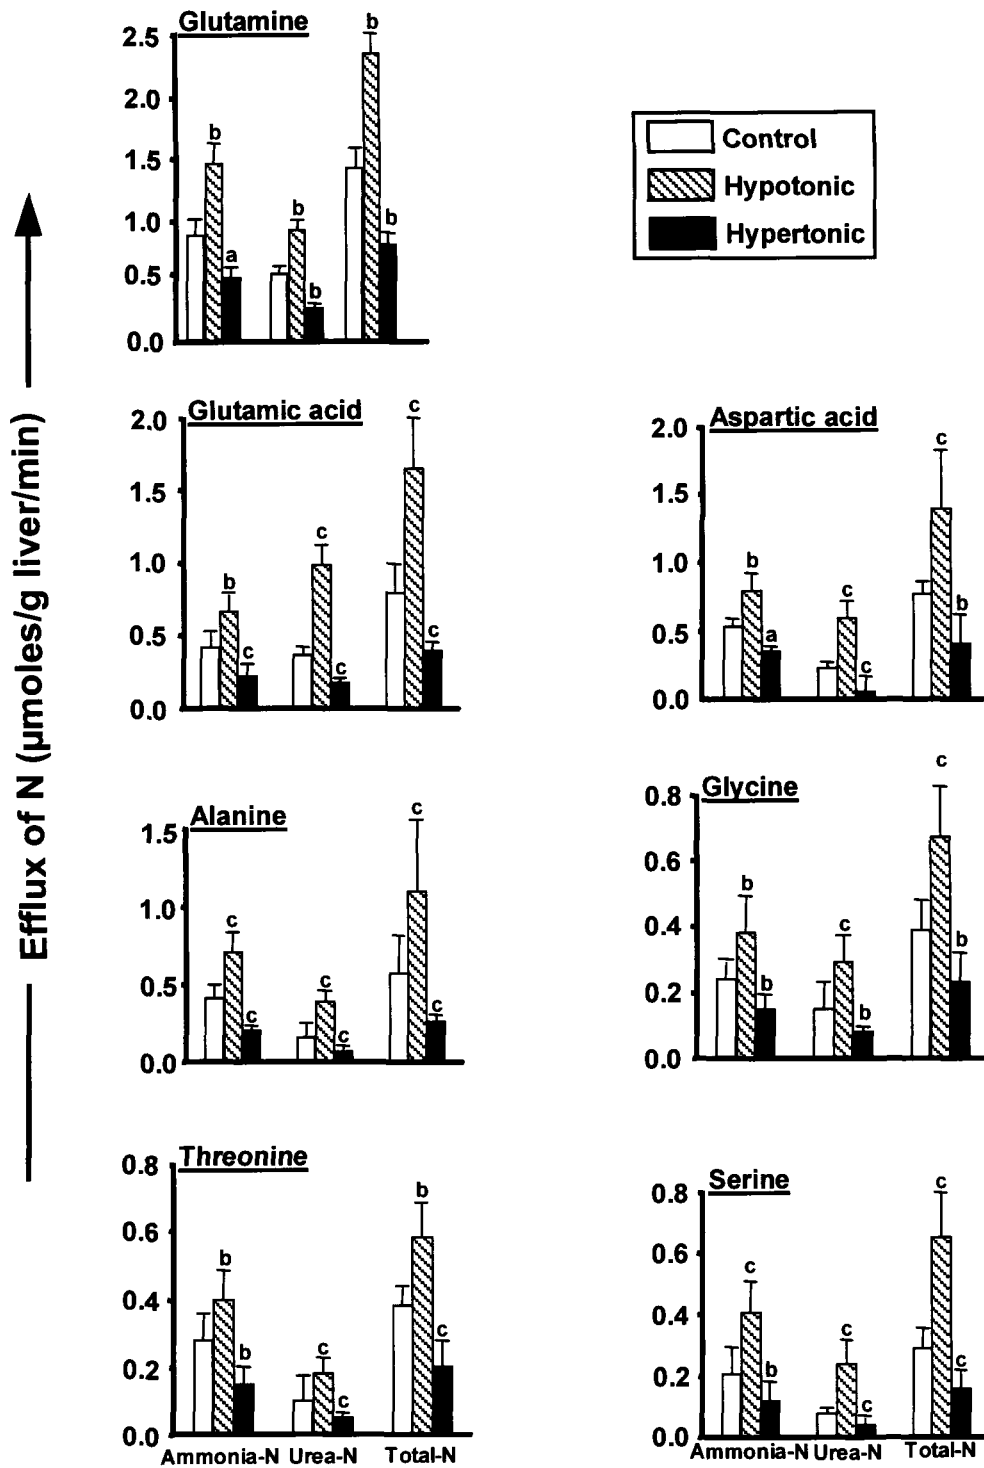 Glutamine
2.5
2.0
1.5
1.0
0.5
0.0
b
b
a
b
b
b
b
Control
Hypotonic
Hypertonic
Efflux of N (µmoles/g liver/min)
Glutamic acid
2.0
1.5
1.0
0.5
0.0
b
c
c
c
c
c
Aspartic acid
2.0
1.5
1.0
0.5
0.0
b
a
c
c
c
b
Alanine
1.5
1.0
0.5
0.0
c
c
c
c
c
c
Glycine
0.8
0.6
0.4
0.2
0.0
b
b
c
b
c
b
Threonine
0.8
0.6
0.4
0.2
0.0
b
b
c
c
b
c
Ammonia-N Urea-N Total-N
Serine
0.8
0.6
0.4
0.2
0.0
c
b
c
c
c
c
Ammonia-N Urea-N Total-N